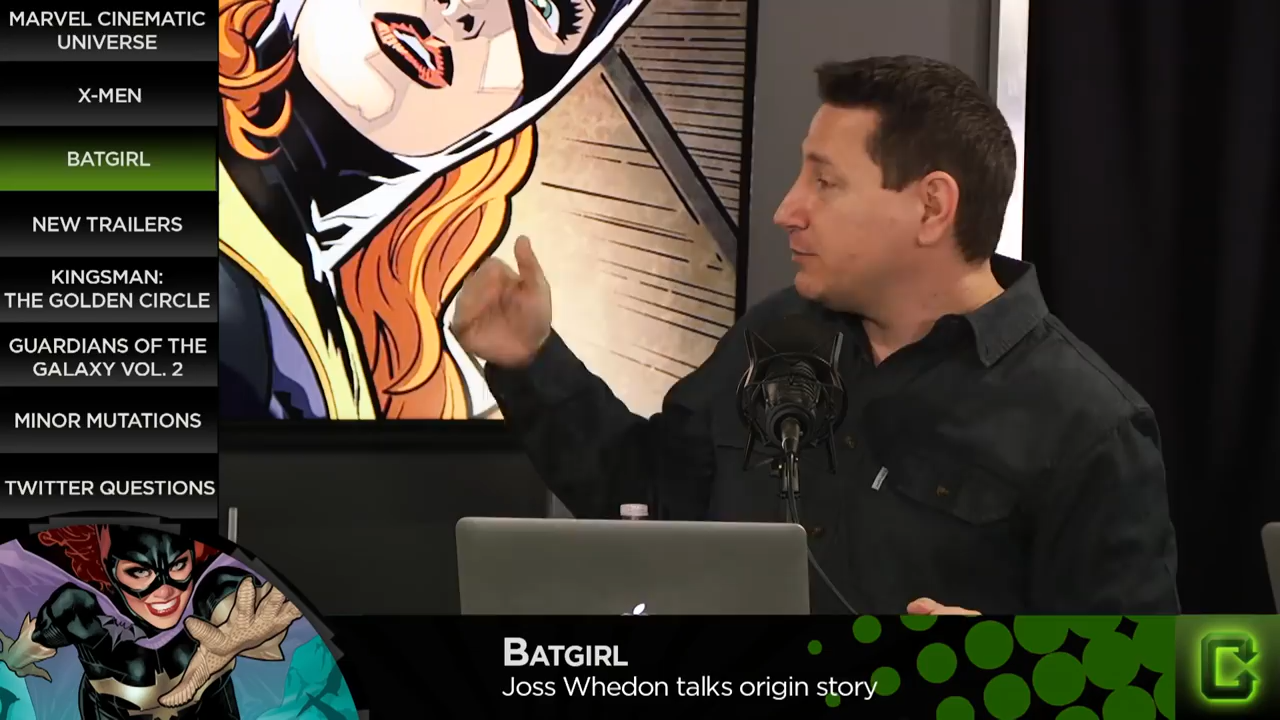 MARVEL CINEMATIC
UNIVERSE
X-MEN
BATGIRL
NEW TRAILERS
KINGSMAN:
THE GOLDEN CIRCLE
GUARDIANS OF THE
GALAXY VOL. 2
MINOR MUTATIONS
TWITTER QUESTIONS
BATGIRL
Joss Whedon talks origin story